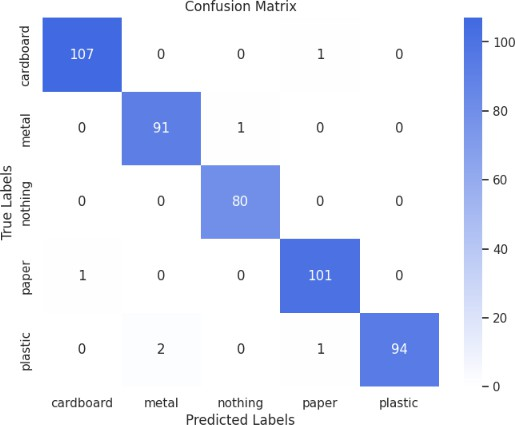 Confusion Matrix
True Labels
cardboard 107 0 0 1 0
metal 0 91 1 0 0
nothing 0 0 80 0 0
paper 1 0 0 101 0
plastic 0 2 0 1 94
cardboard metal nothing paper plastic
Predicted Labels
100
80
60
40
20
0